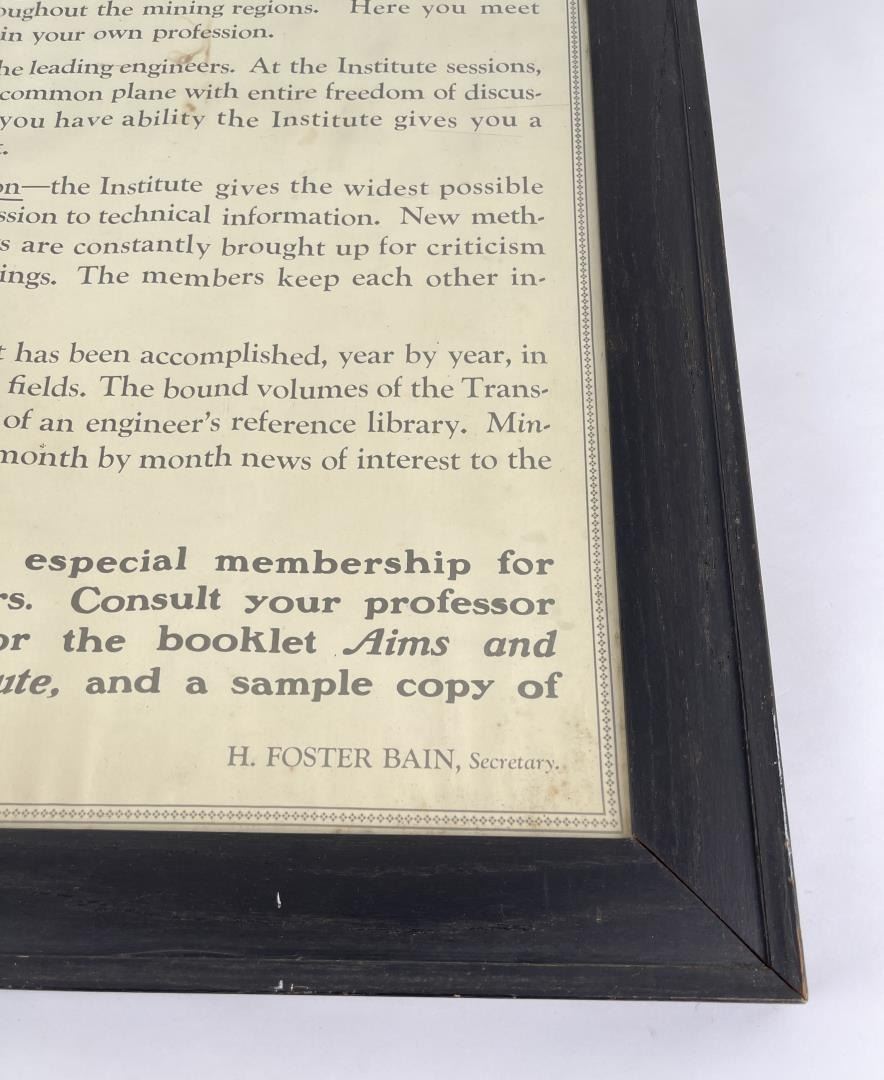 oughout the mining regions. Here you meet
in your own profession.
he leading engineers. At the Institute sessions,
common plane with entire freedom of discus-
you have ability the Institute gives you a
.
on—the Institute gives the widest possible
ssion to technical information. New meth-
s are constantly brought up for criticism
ings. The members keep each other in-
t has been accomplished, year by year, in
fields. The bound volumes of the Trans-
of an engineer's reference library. Min-
month by month news of interest to the
especial membership for
rs. Consult your professor
or the booklet Aims and
ute, and a sample copy of
H. FOSTER BAIN, Secretary.